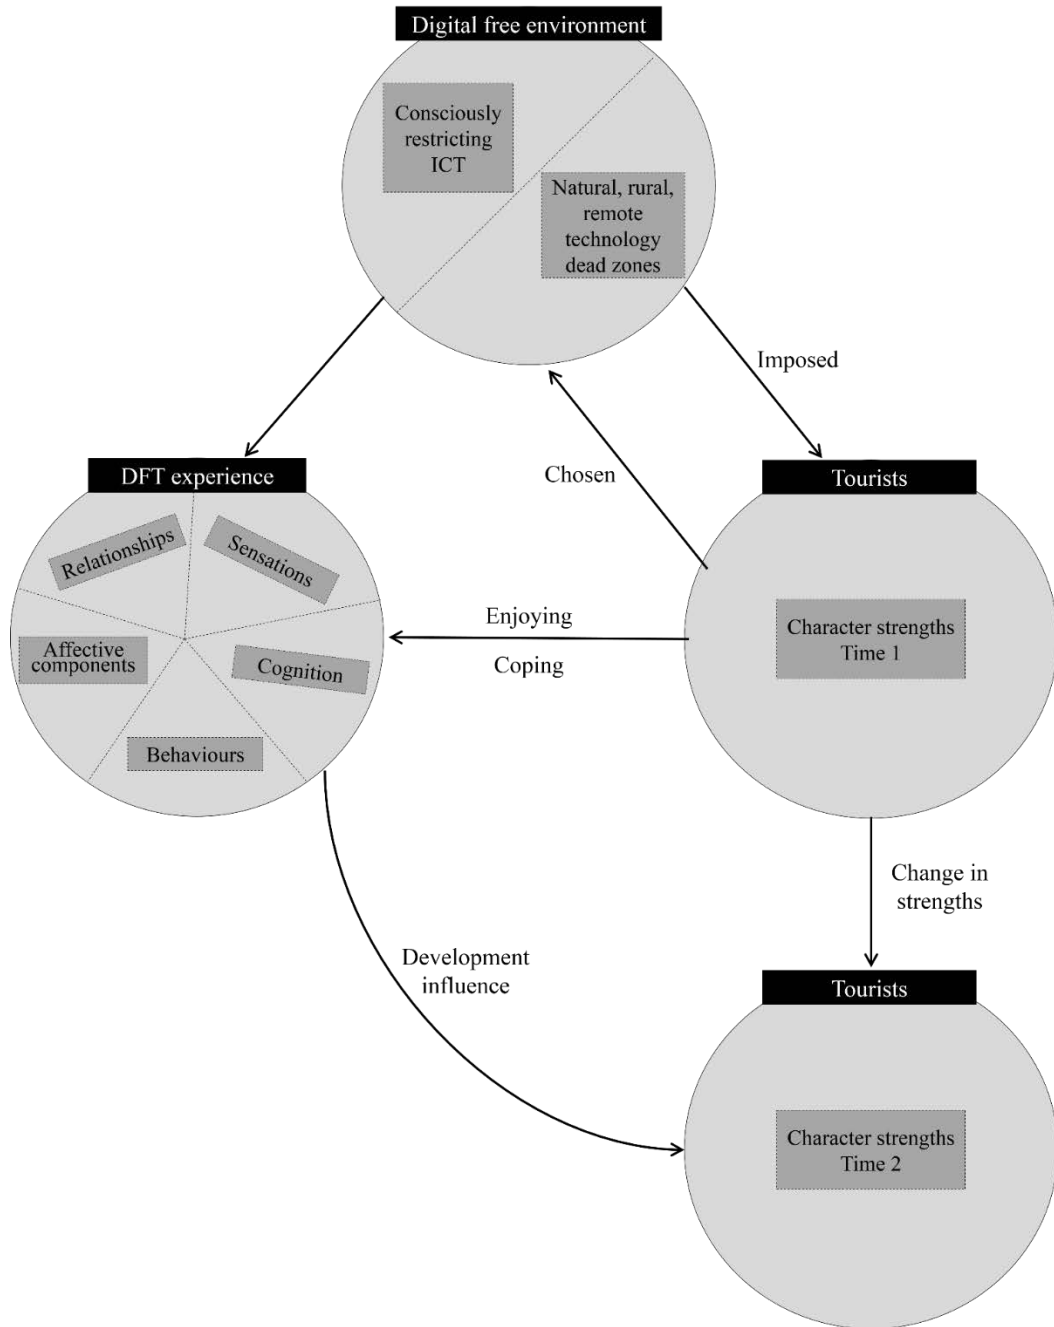 Digital free environment
Consciously
restricting
ICT
Natural, rural,
remote
technology
dead zones
Imposed
Chosen
DFT experience
Relationships
Sensations
Affective
components
Cognition
Behaviours
Enjoying
Coping
Tourists
Character strengths
Time 1
Change in
strengths
Development
influence
Tourists
Character strengths
Time 2